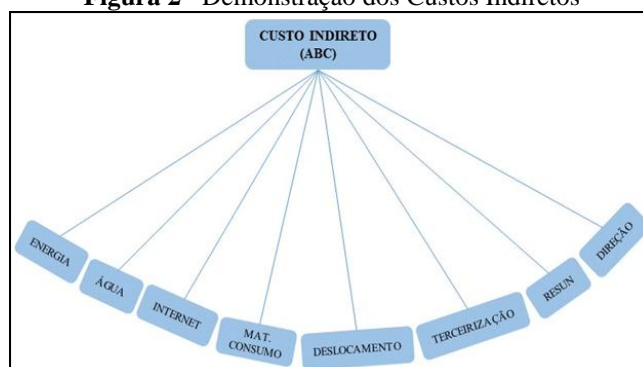 Figura 2 - Demonstração dos Custos Indiretos
CUSTO INDIRETO
(ABC)
ENERGIA
ÁGUA
INTERNET
MAT.
CONSUMO
DESLOCAMENTO
TERCEIRIZAÇÃO
RESUN
DIREÇÃO